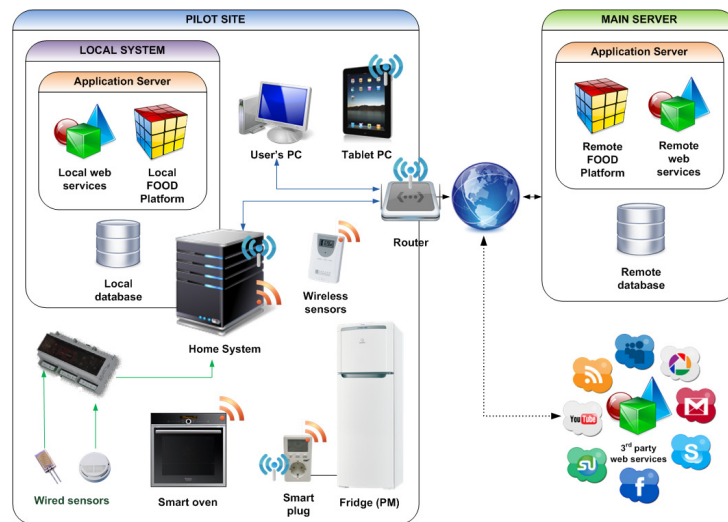 PILOT SITE
LOCAL SYSTEM
Application Server
Local web
services
Local
FOOD
Platform
Local
database
User's PC
Tablet PC
Router
Wireless
sensors
Home System
Wired sensors
Smart oven
Smart
plug
Fridge (PM)
MAIN SERVER
Application Server
Remote
FOOD
Platform
Remote
web
services
Remote
database
You Tube
3rd party
web services